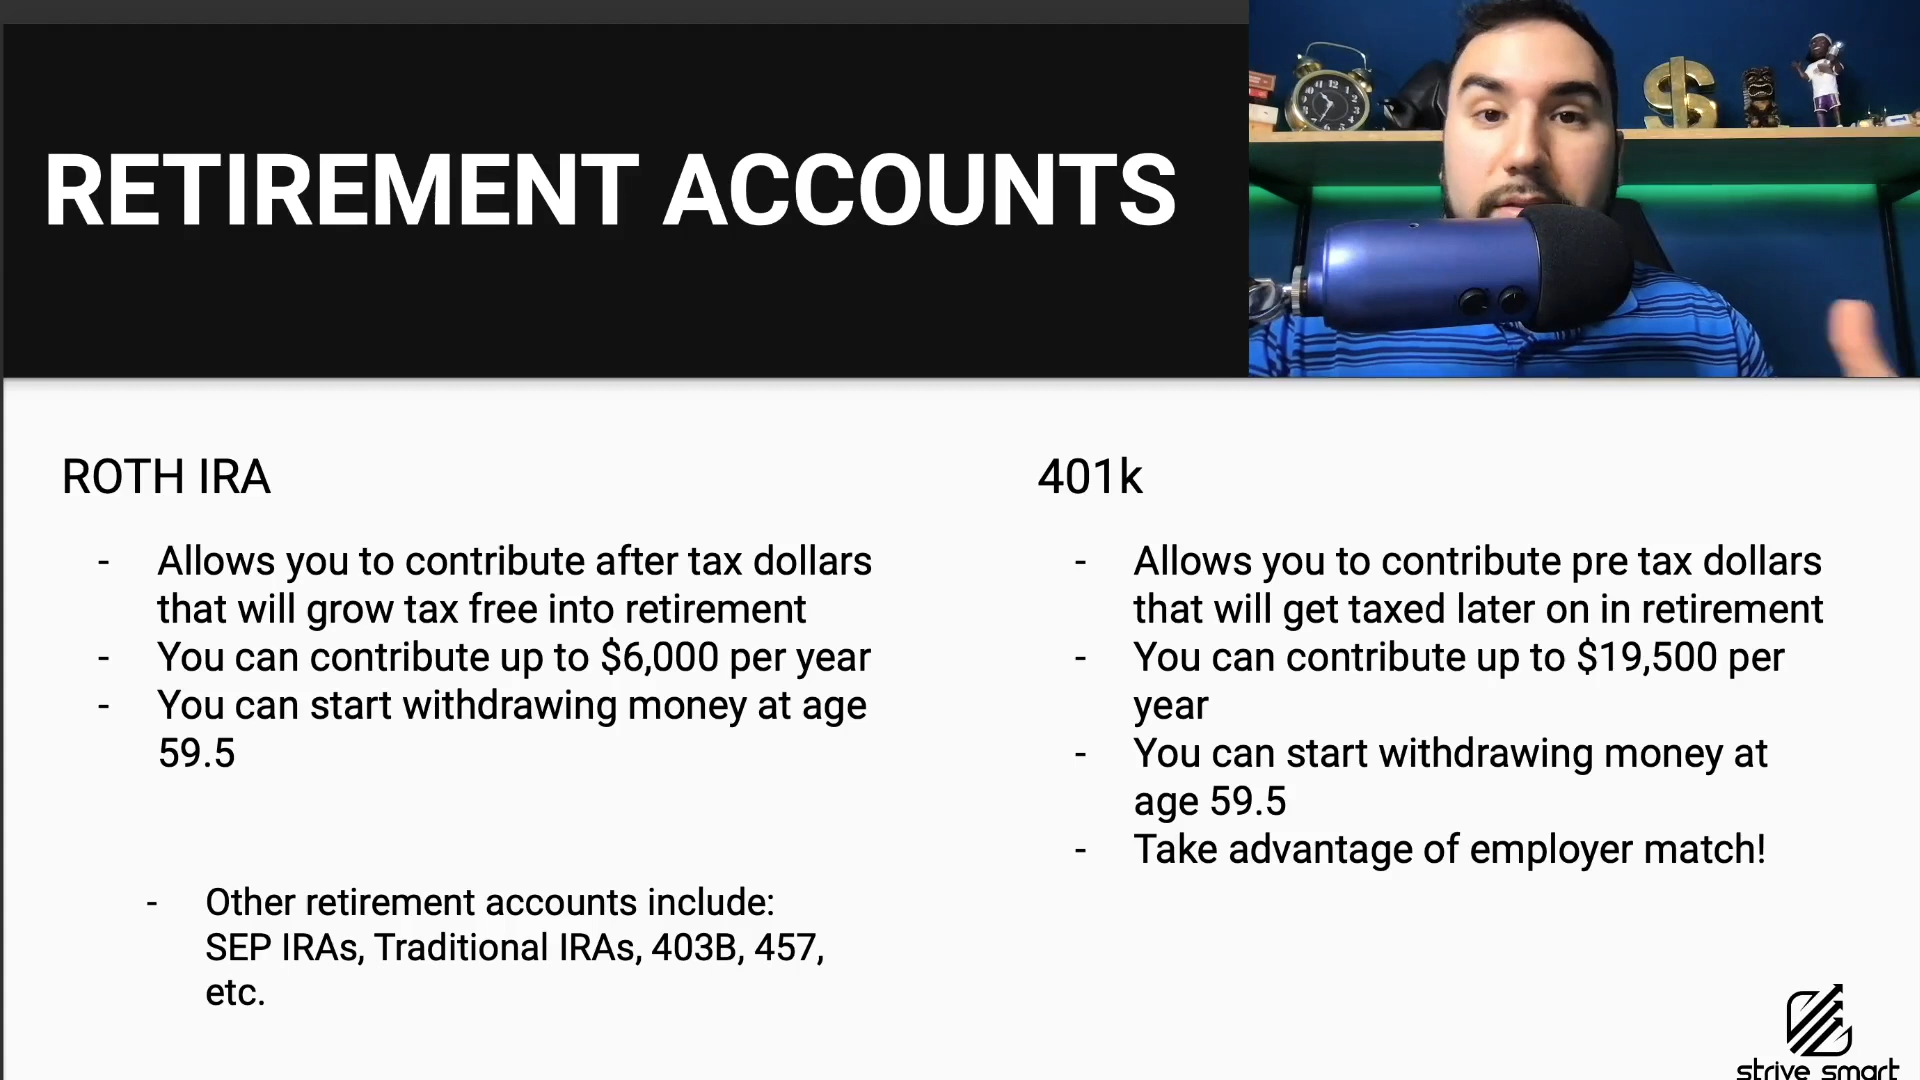 RETIREMENT ACCOUNTS
ROTH IRA
- Allows you to contribute after tax dollars
that will grow tax free into retirement
- You can contribute up to $6,000 per year
- You can start withdrawing money at age
59.5
- Other retirement accounts include:
SEP IRAs, Traditional IRAs, 403B, 457,
etc.
401k
- Allows you to contribute pre tax dollars
that will get taxed later on in retirement
- You can contribute up to $19,500 per
year
- You can start withdrawing money at
age 59.5
- Take advantage of employer match!
strive smart